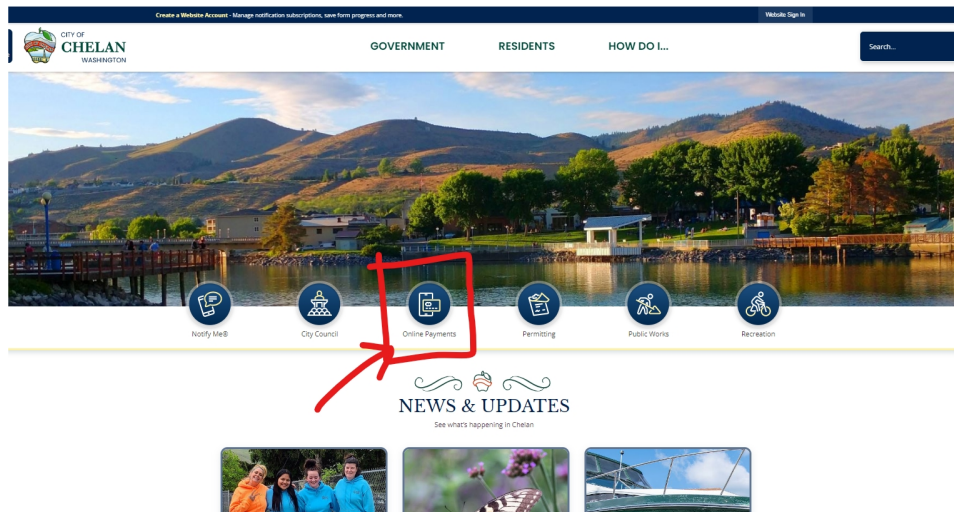 Create a Website Account - Manage notification subscriptions, save form progress and more.
Website Sign In
CITY OF
CHELAN
WASHINGTON
GOVERNMENT
RESIDENTS
HOW DO I...
Search...
Notify Me®
City Council
Online Payments
Permitting
Public Works
Recreation
NEWS & UPDATES
See what's happening in Chelan